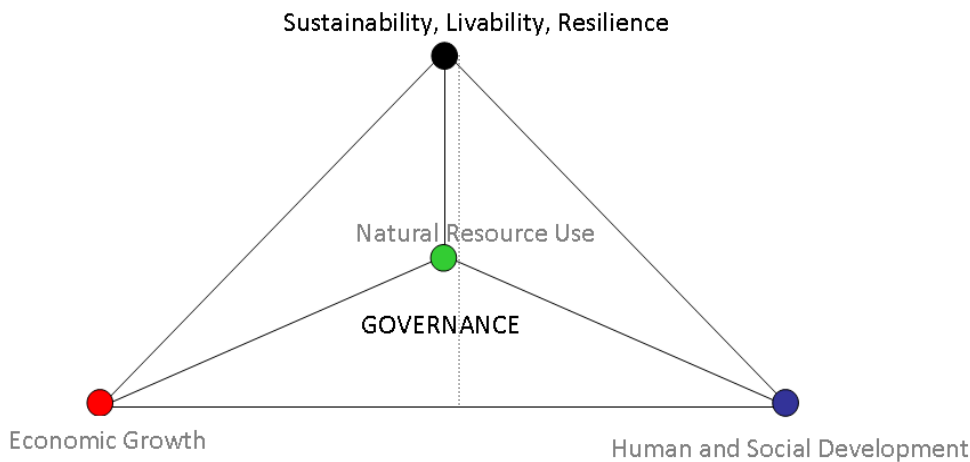 Sustainability, Livability, Resilience
Natural Resource Use
GOVERNANCE
Economic Growth
Human and Social Development